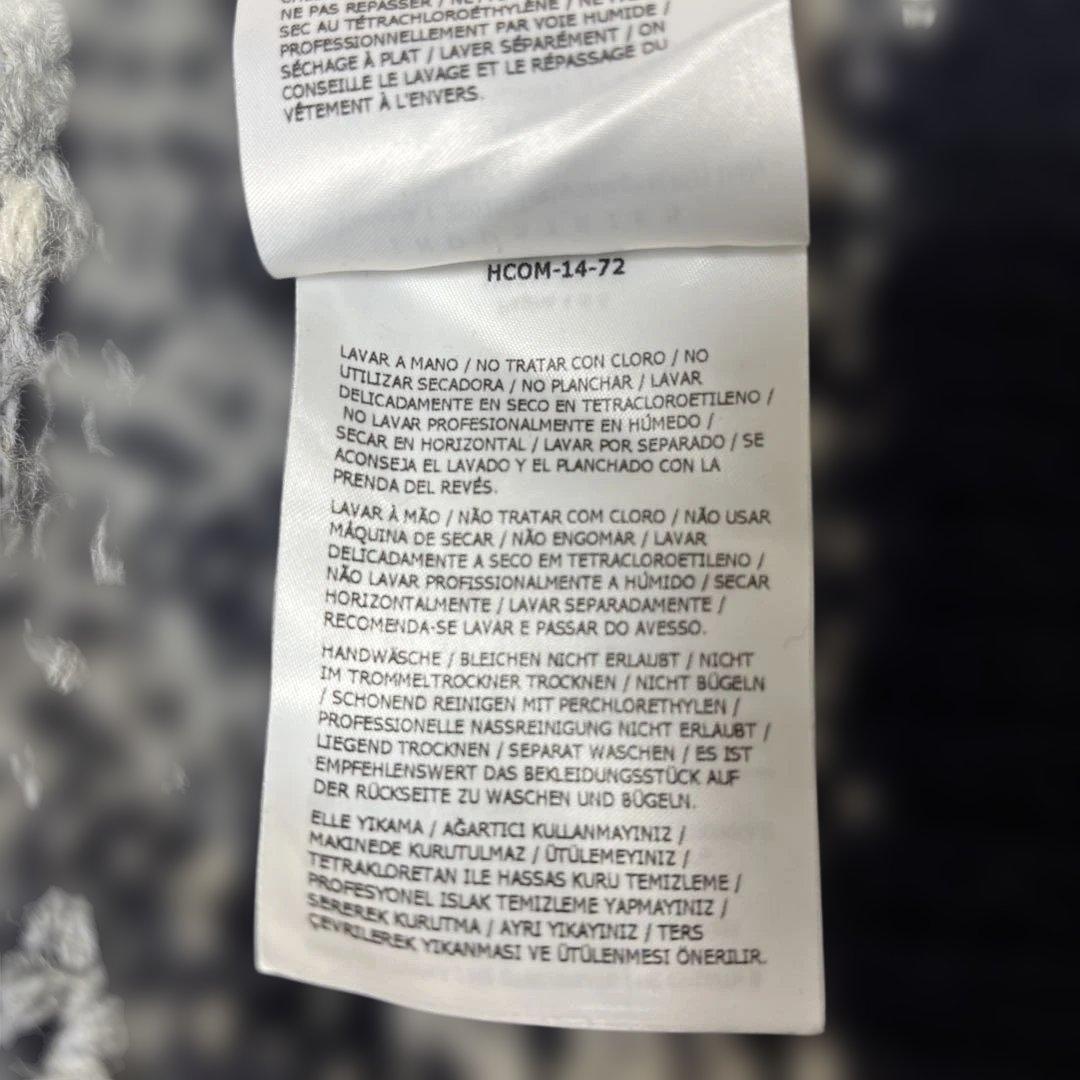 NE PAS REPASSER /
SEC AU TÉTRACHLOROÉTHYLÈNE /
PROFESSIONNELLEMENT PAR VOIE HUMIDE /
SÉCHAGE À PLAT / LAVER SÉPARÉMENT / ON
CONSEILLE LE LAVAGE ET LE RÉPASSAGE DU
VÊTEMENT À L'ENVERS.
HCOM-14-72
LAVAR A MANO / NO TRATAR CON CLORO / NO
UTILIZAR SECADORA / NO PLANCHAR / LAVAR
DELICADAMENTE EN SECO EN TETRACLOROETILENO /
NO LAVAR PROFESIONALMENTE EN HÚMEDO /
SECAR EN HORIZONTAL / LAVAR POR SEPARADO / SE
ACONSEJA EL LAVADO Y EL PLANCHADO CON LA
PRENDA DEL REVÉS.
LAVAR À MÃO / NÃO TRATAR COM CLORO / NÃO USAR
MÁQUINA DE SECAR / NÃO ENGOMAR / LAVAR
DELICADAMENTE A SECO EM TETRACLOROETILENO /
NÃO LAVAR PROFISSIONALMENTE A HÚMIDO / SECAR
HORIZONTALMENTE / LAVAR SEPARADAMENTE /
RECOMENDA-SE LAVAR E PASSAR DO AVESSO.
HANDWÄSCHE / BLEICHEN NICHT ERLAUBT / NICHT
IM TROMMELTROCKNER TROCKNEN / NICHT BÜGELN
/ SCHONEND REINIGEN MIT PERCHLORETHYLEN /
PROFESSIONELLE NASSREINIGUNG NICHT ERLAUBT /
LIEGEND TROCKNEN / SEPARAT WASCHEN / ES IST
EMPFEHLENSWERT DAS BEKLEIDUNGSSTÜCK AUF
DER RÜCKSEITE ZU WASCHEN UND BÜGELN.
ELLE YIKAMA / AĞARTICI KULLANMAYINIZ /
MAKINEDE KURUTULMAZ / ÜTÜLEMEYINIZ /
TETRAKLORETAN ILE HASSAS KURU TEMIZLEME /
PROFESYONEL ISLAK TEMIZLEME YAPMAYINIZ /
SEREREK KURUTMA / AYRI YIKAYINIZ / TERS
ÇEVRILEREK YIKANMASI VE ÜTÜLENMESI ÖNERILIR.